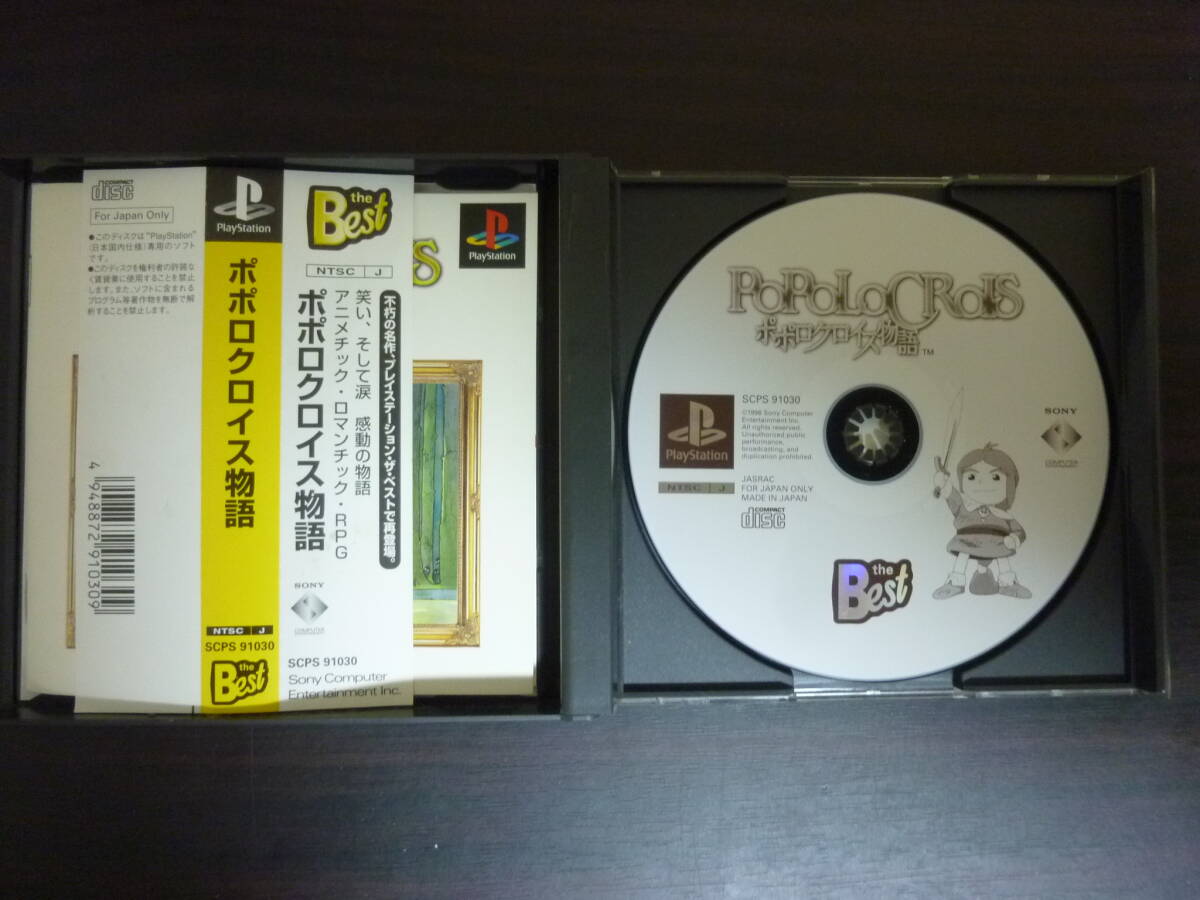 COMPACT
disc
For Japan Only
●このディスクは"PlayStation"
(日本国内仕様)専用のソフト
です。
●このディスクを権利者の許諾な
く賃貸業に使用することを禁止
します。また、ソフトに含まれる
プログラム等著作物を無断で解
析することを禁止します。
4 948872 910309
PlayStation
ポポロクロイス物語
NTSC J
SCPS 91030
the
Best
the
Best
NTSC J
不朽の名作、プレイステーション・ザ・ベストで再登場。
笑い、そして涙 感動の物語
アニメチック・ロマンチック・RPG
ポポロクロイス物語
SONY
COMPUTER
SCPS 91030
Sony Computer
Entertainment Inc.
PlayStation
POPOLOCROIS
ポポロクロイス物語™
SCPS 91030
©1996 Sony Computer
Entertainment Inc.
All rights reserved.
Unauthorized public
performance,
broadcasting, and
duplication prohibited.
PlayStation
NTSC J
JASRAC
FOR JAPAN ONLY
MADE IN JAPAN
COMPACT
disc
SONY
COMPUTER
the
Best